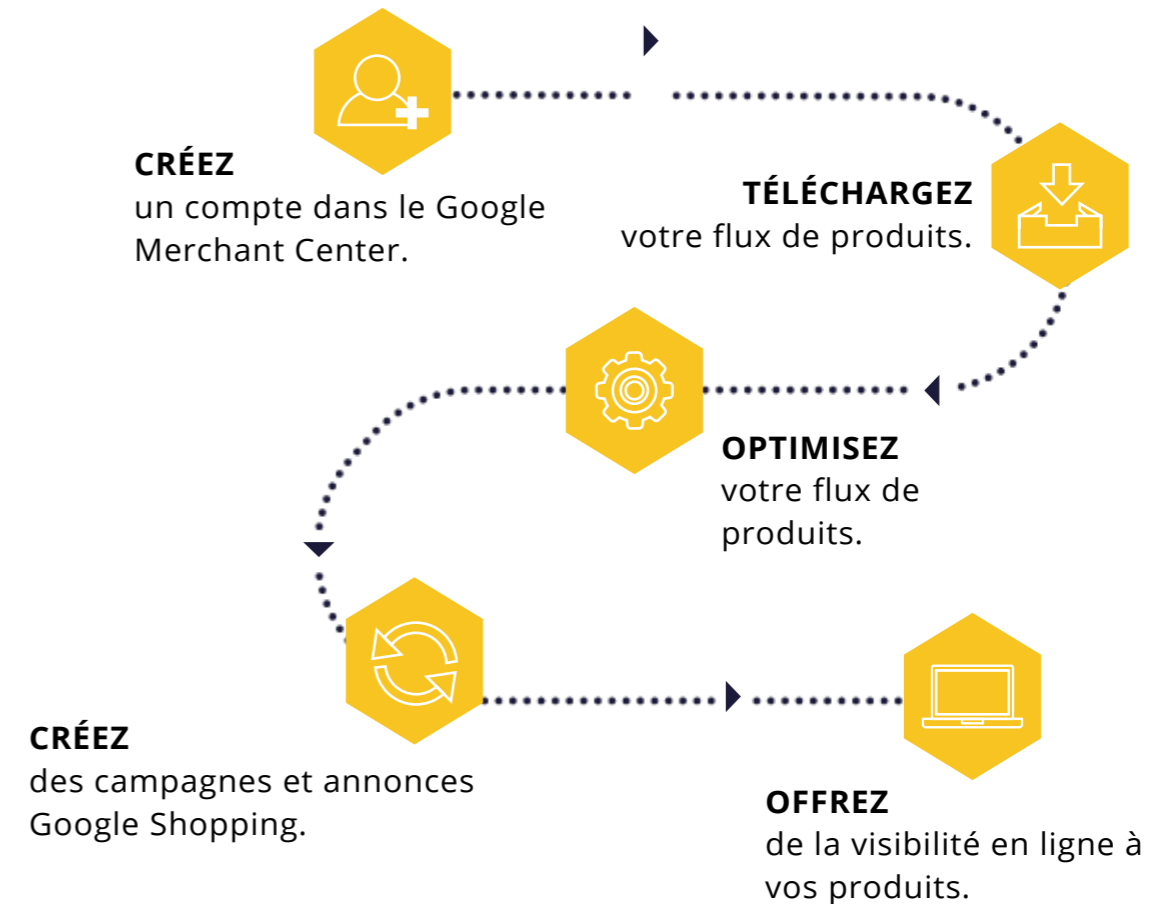 CRÉEZ
un compte dans le Google
Merchant Center.
TÉLÉCHARGEZ
votre flux de produits.
OPTIMISEZ
votre flux de
produits.
CRÉEZ
des campagnes et annonces
Google Shopping.
OFFREZ
de la visibilité en ligne à
vos produits.